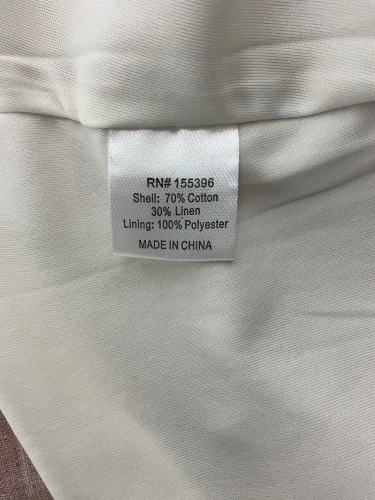 RN# 155396
Shell: 70% Cotton
30% Linen
Lining: 100% Polyester
MADE IN CHINA